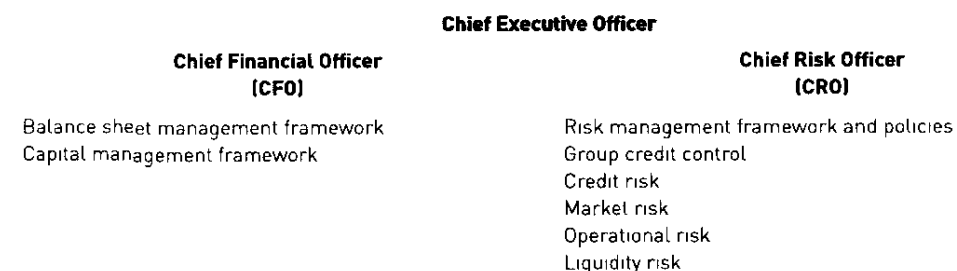 Chief Executive Officer
Chief Financial Officer
(CFO)
Balance sheet management framework
Capital management framework
Chief Risk Officer
(CRO)
Risk management framework and policies
Group credit control
Credit risk
Market risk
Operational risk
Liquidity risk